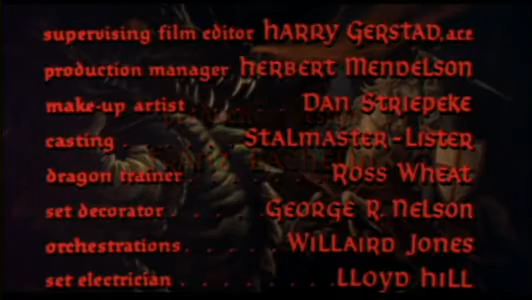 supervising film editor HARRY GERSTAD, ace
production manager HERBERT MENDELSON
make-up artist . . . . . . DAN STRIEPEKE
casting . . . . . . . STALMASTER-LISTER
dragon trainer . . . . . . . ROSS WHEAT
set decorator . . . . . GEORGE R. NELSON
orchestrations . . . . . . WILLAIRD JONES
set electrician . . . . . . . . LLOYD HILL